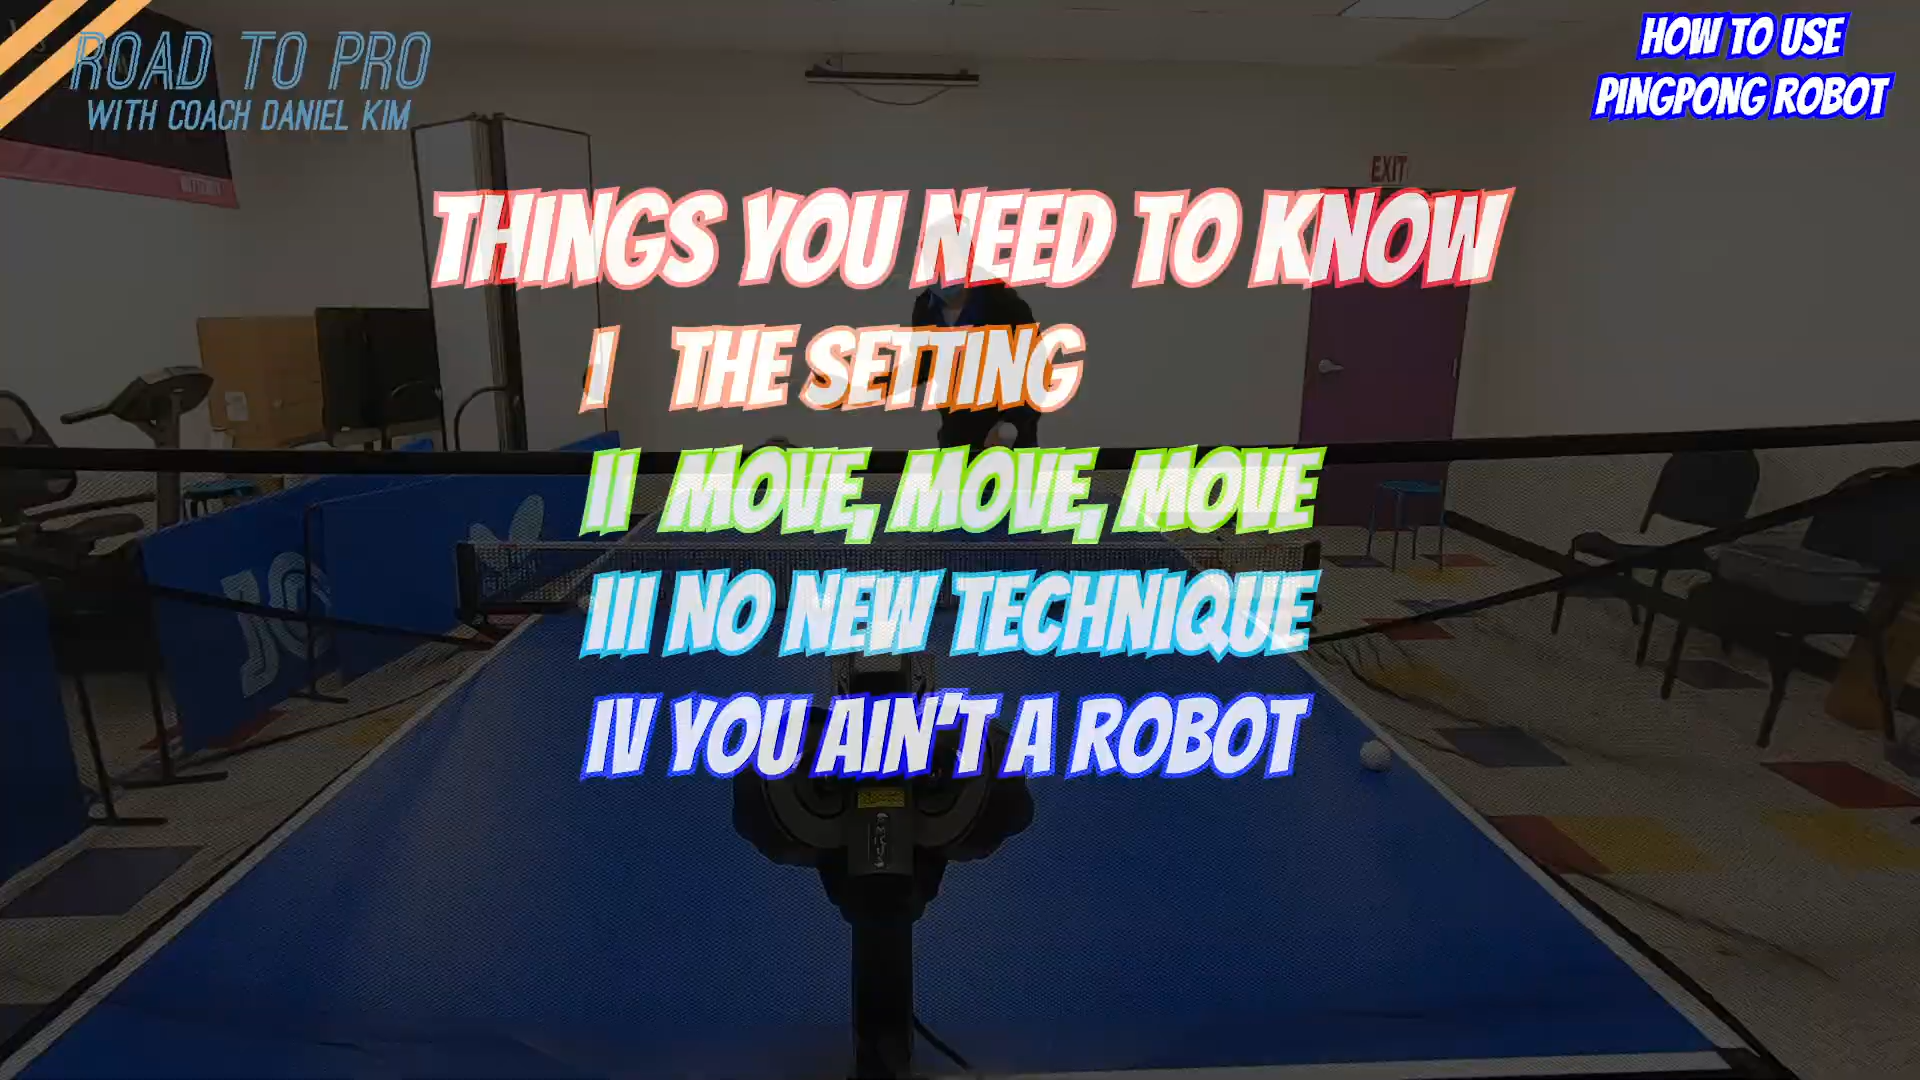 ROAD TO PRO
WITH COACH DANIEL KIM
HOW TO USE
PINGPONG ROBOT
EXIT
THINGS YOU NEED TO KNOW
I THE SETTING
II MOVE, MOVE, MOVE
III NO NEW TECHNIQUE
IV YOU AIN'T A ROBOT